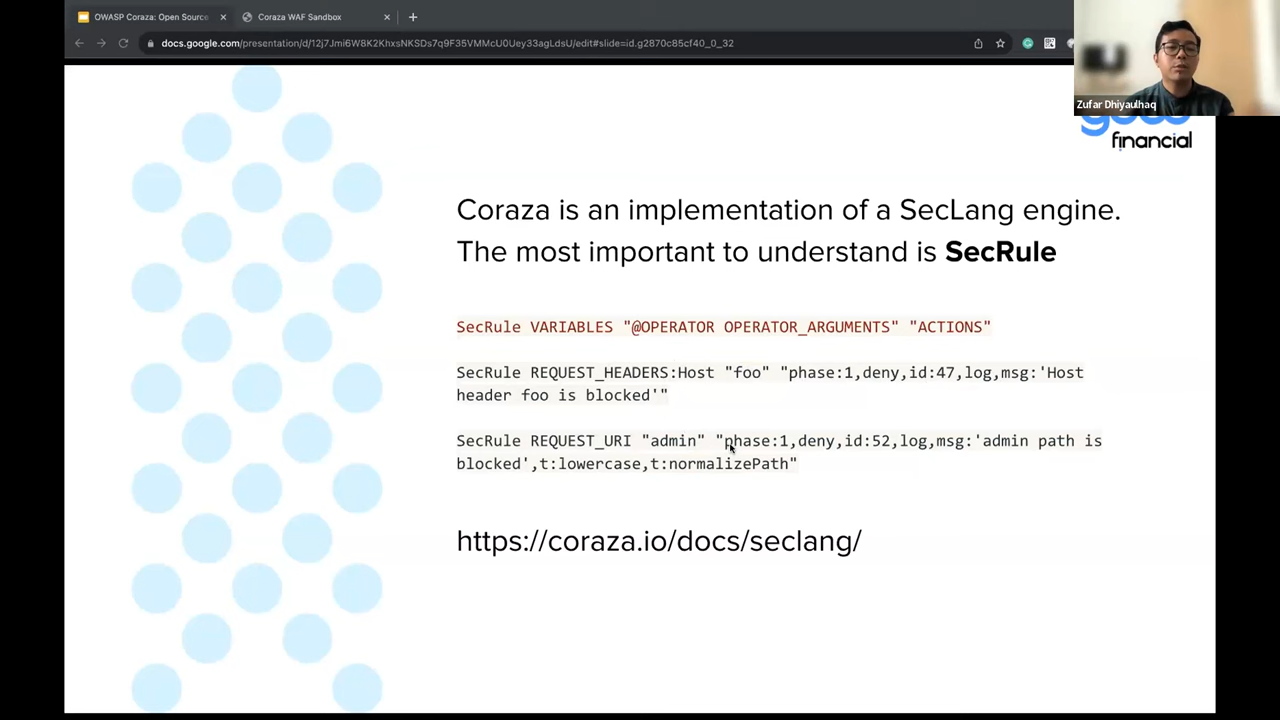 OWASP Coraza: Open Source
Coraza WAF Sandbox
docs.google.com/presentation/d/12j7Jmi6W8K2KhxsNKSDs7q9F35VMMcU0Uey33agLdsU/edit#slide=id.g2870c85cf40_0_32
Zufar Dhiyaulhaq
financial
Coraza is an implementation of a SecLang engine.
The most important to understand is SecRule
SecRule VARIABLES "@OPERATOR OPERATOR_ARGUMENTS" "ACTIONS"
SecRule REQUEST_HEADERS:Host "foo" "phase:1,deny,id:47,log,msg:'Host
header foo is blocked'"
SecRule REQUEST_URI "admin" "phase:1,deny,id:52,log,msg:'admin path is
blocked',t:lowercase,t:normalizePath"
https://coraza.io/docs/seclang/